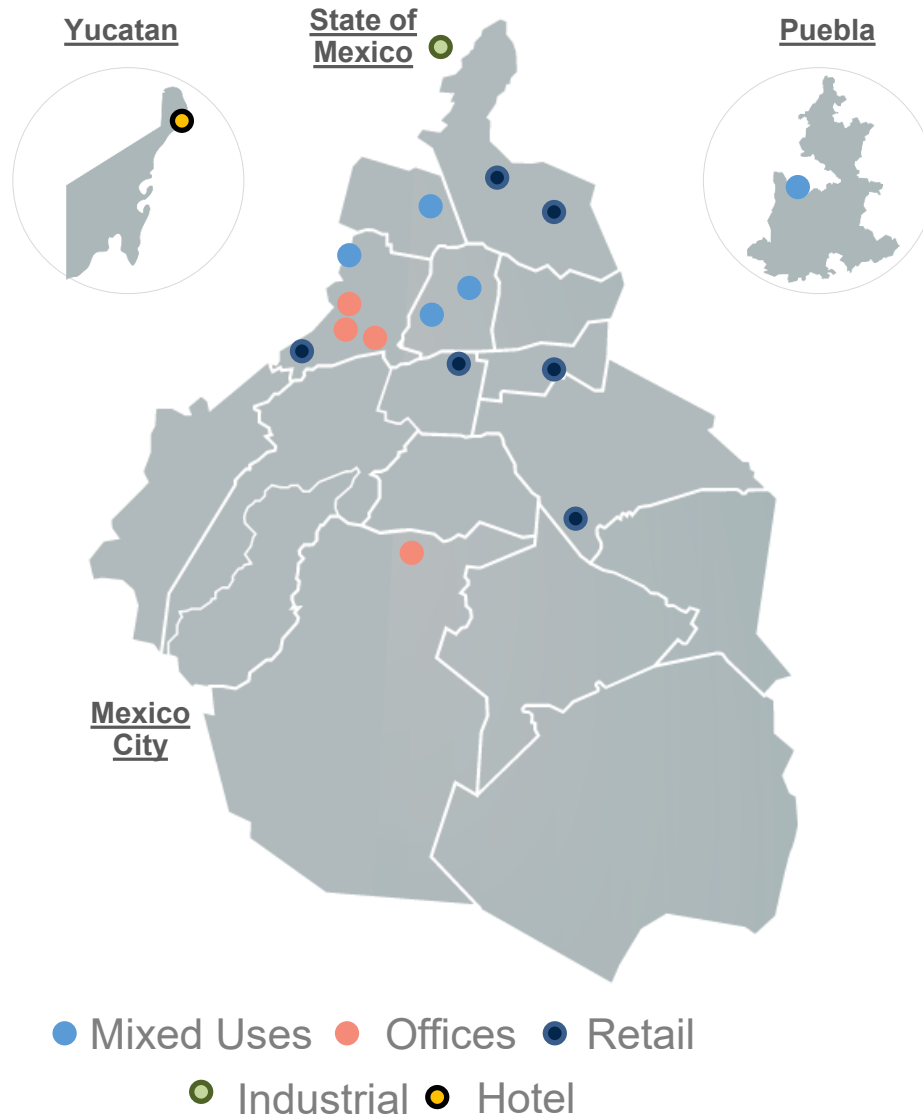 Yucatan
State of
Mexico
Puebla
Mexico
City
Mixed Uses
Offices
Retail
Industrial
Hotel